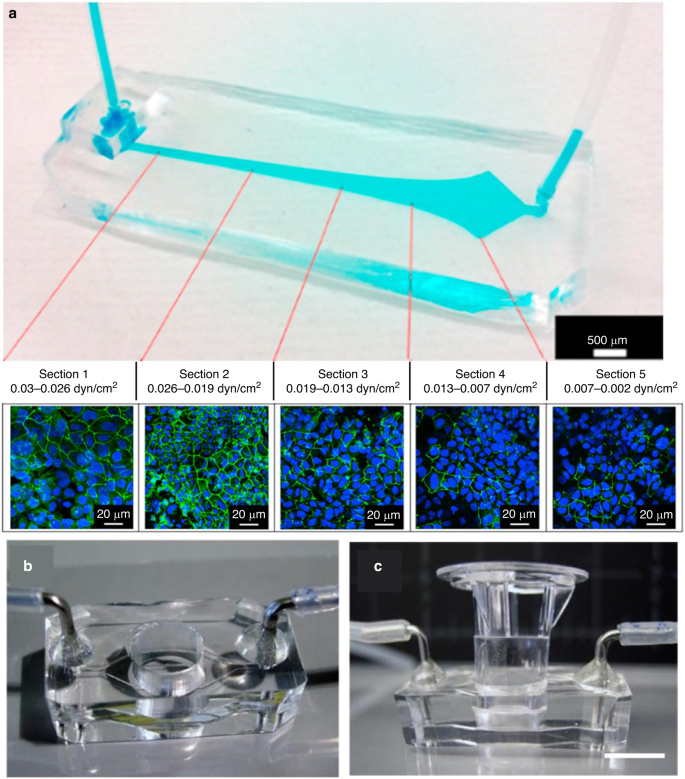 a
500 μm
Section 1
0.03–0.026 dyn/cm²
Section 2
0.026–0.019 dyn/cm²
Section 3
0.019–0.013 dyn/cm²
Section 4
0.013–0.007 dyn/cm²
Section 5
0.007–0.002 dyn/cm²
20 μm
20 μm
20 μm
20 μm
20 μm
b
c